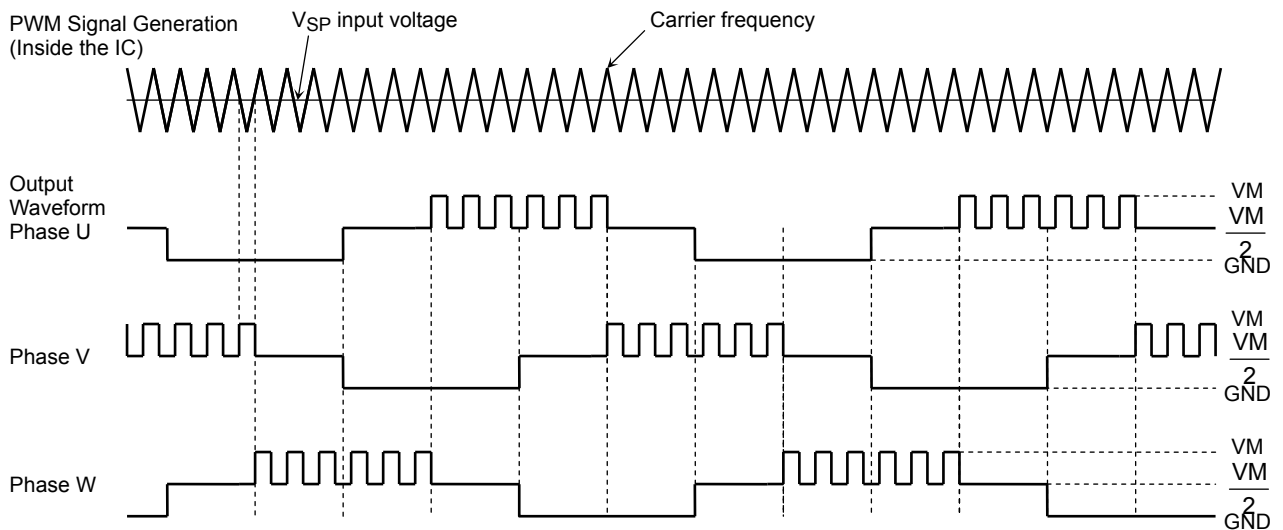 PWM Signal Generation
(Inside the IC)
VSP input voltage
Carrier frequency
Output
Waveform
Phase U
VM
VM
2
GND
Phase V
VM
VM
2
GND
Phase W
VM
VM
2
GND